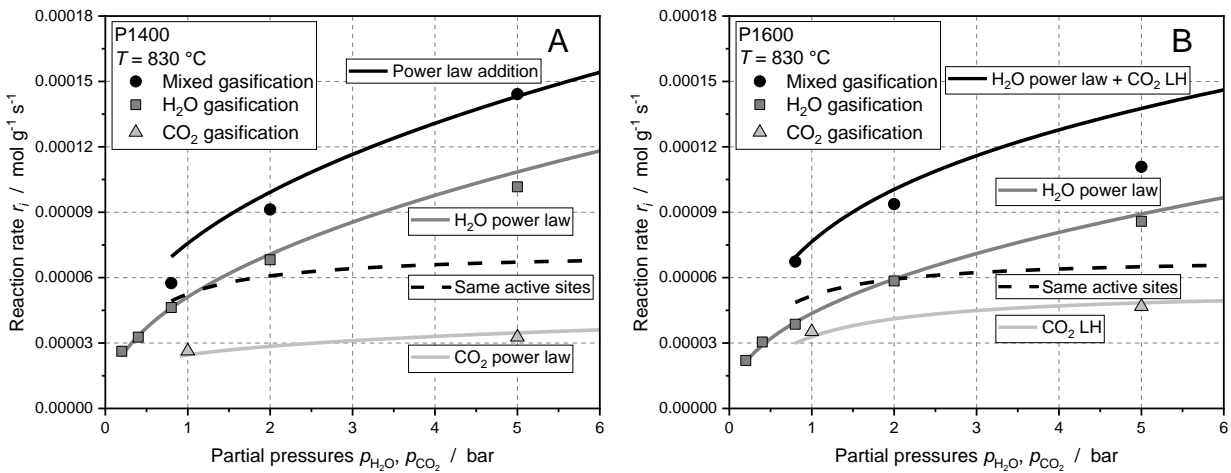 0.00018
0.00015
0.00012
0.00009
0.00006
0.00003
0.00000
Reaction rate rᵢ / mol g⁻¹ s⁻¹
P1400
T = 830 °C
Mixed gasification
H₂O gasification
CO₂ gasification
A
Power law addition
H₂O power law
Same active sites
CO₂ power law
0 1 2 3 4 5 6
Partial pressures p_H₂O, p_CO₂ / bar
0.00018
0.00015
0.00012
0.00009
0.00006
0.00003
0.00000
Reaction rate rᵢ / mol g⁻¹ s⁻¹
P1600
T = 830 °C
Mixed gasification
H₂O gasification
CO₂ gasification
B
H₂O power law + CO₂ LH
H₂O power law
Same active sites
CO₂ LH
0 1 2 3 4 5 6
Partial pressures p_H₂O, p_CO₂ / bar